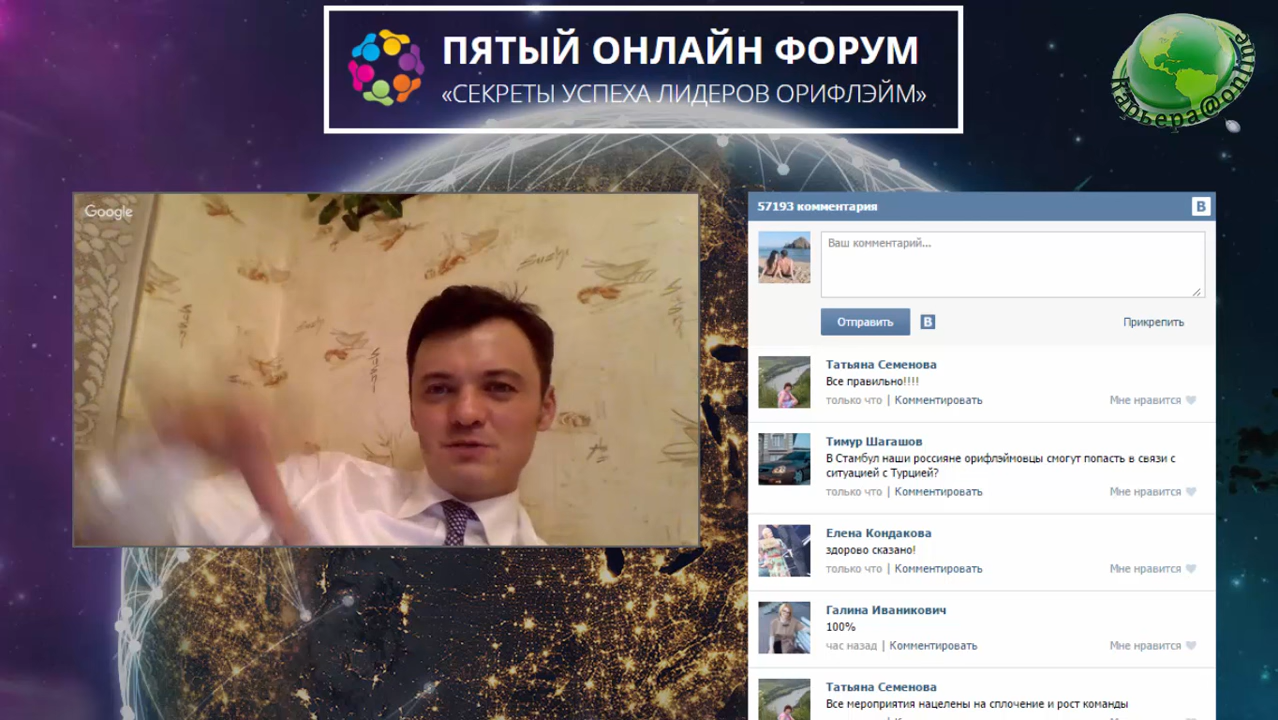 ПЯТЫЙ ОНЛАЙН ФОРУМ
«СЕКРЕТЫ УСПЕХА ЛИДЕРОВ ОРИФЛЭЙМ»
Карьера@online
Google
57193 комментария
В
Ваш комментарий...
Отправить
В
Прикрепить
Татьяна Семенова
Все правильно!!!!
только что | Комментировать
Мне нравится
Тимур Шагашов
В Стамбул наши россияне орифлэймовцы смогут попасть в связи с
ситуацией с Турцией?
только что | Комментировать
Мне нравится
Елена Кондакова
здорово сказано!
только что | Комментировать
Мне нравится
Галина Иваникович
100%
час назад | Комментировать
Мне нравится
Татьяна Семенова
Все мероприятия нацелены на сплочение и рост команды